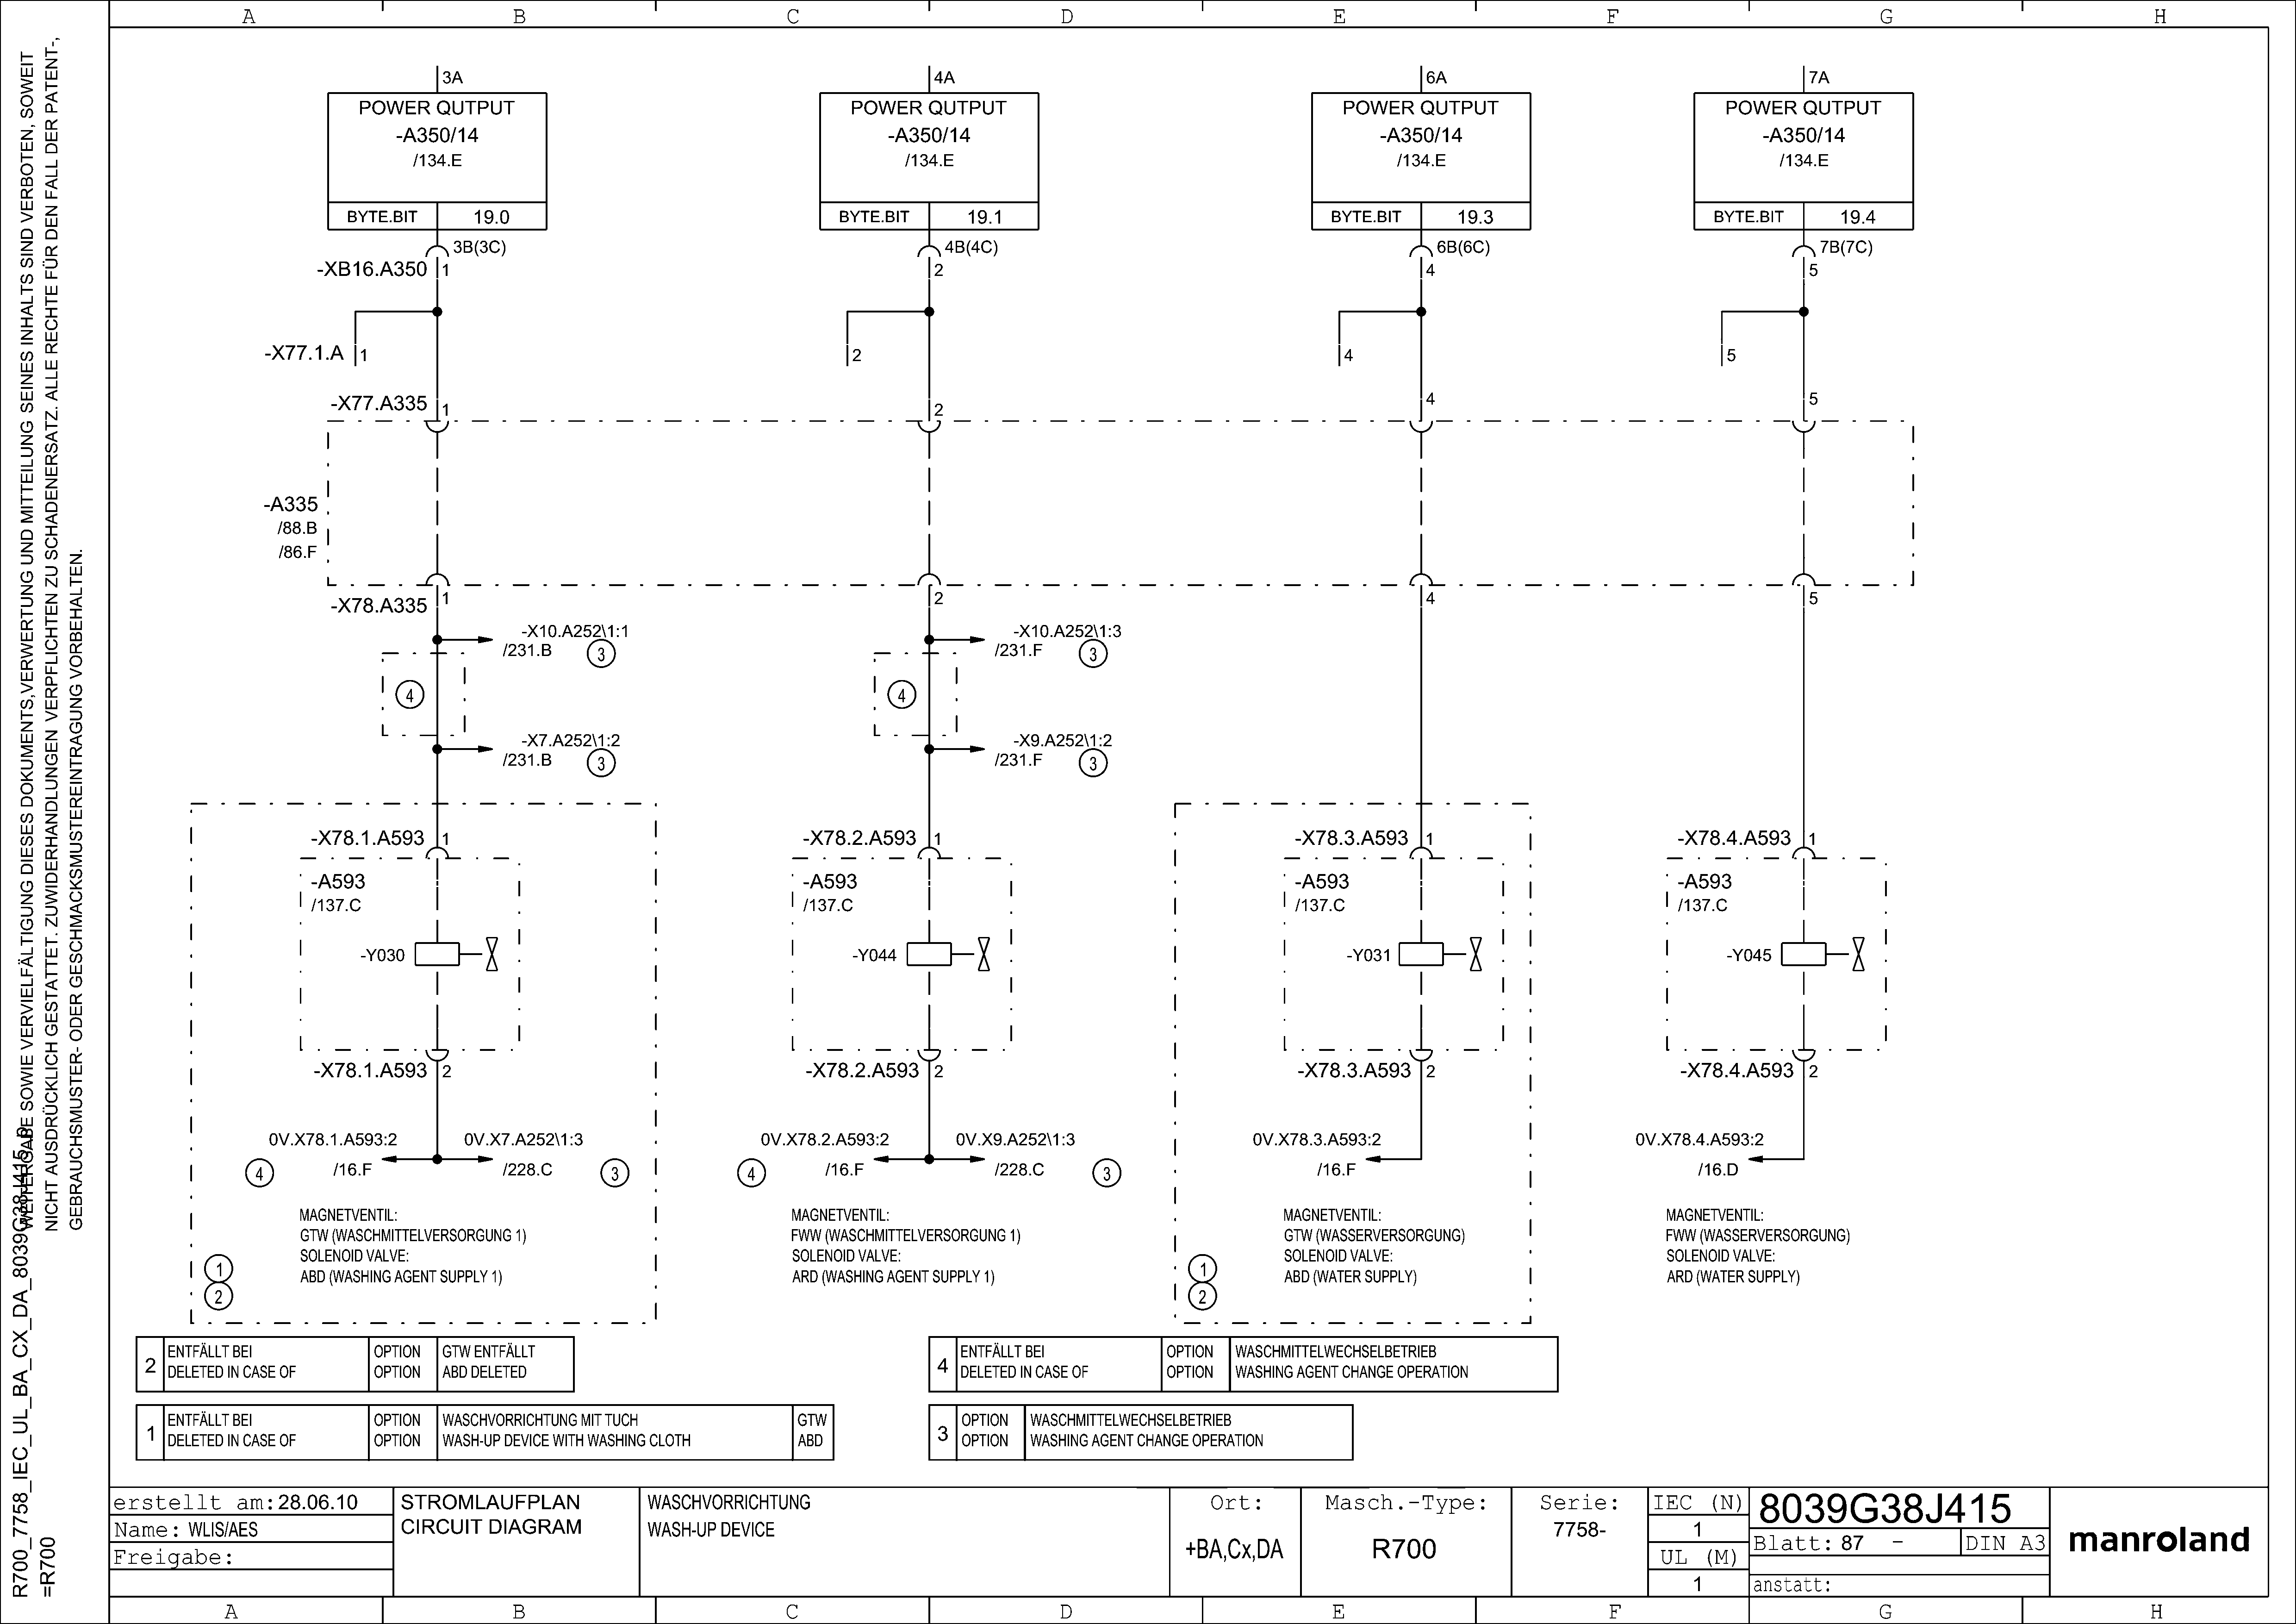 A B C D E F G H
3A 4A 6A 7A
POWER QUTPUT POWER QUTPUT POWER QUTPUT POWER QUTPUT
-A350/14 -A350/14 -A350/14 -A350/14
/134.E /134.E /134.E /134.E
BYTE.BIT 19.0 BYTE.BIT 19.1 BYTE.BIT 19.3 BYTE.BIT 19.4
3B(3C) 4B(4C) 6B(6C) 7B(7C)
-XB16.A350 1 2 4 5
-X77.1.A 1 2 4 5
-X77.A335 1 2 4 5
-A335
/88.B
/86.F
-X78.A335 1 2 4 5
-X10.A252\1:1 -X10.A252\1:3
/231.B 3 /231.F 3
4 4
-X7.A252\1:2 -X9.A252\1:2
/231.B 3 /231.F 3
-X78.1.A593 1 -X78.2.A593 1 -X78.3.A593 1 -X78.4.A593 1
-A593 -A593 -A593 -A593
/137.C /137.C /137.C /137.C
-Y030 -Y044 -Y031 -Y045
-X78.1.A593 2 -X78.2.A593 2 -X78.3.A593 2 -X78.4.A593 2
0V.X78.1.A593:2 0V.X7.A252\1:3 0V.X78.2.A593:2 0V.X9.A252\1:3 0V.X78.3.A593:2 0V.X78.4.A593:2
4 /16.F /228.C 3 4 /16.F /228.C 3 /16.F /16.D
MAGNETVENTIL: MAGNETVENTIL: MAGNETVENTIL: MAGNETVENTIL:
GTW (WASCHMITTELVERSORGUNG 1) FWW (WASCHMITTELVERSORGUNG 1) GTW (WASSERVERSORGUNG) FWW (WASSERVERSORGUNG)
SOLENOID VALVE: SOLENOID VALVE: SOLENOID VALVE: SOLENOID VALVE:
ABD (WASHING AGENT SUPPLY 1) ARD (WASHING AGENT SUPPLY 1) ABD (WATER SUPPLY) ARD (WATER SUPPLY)
1 1
2 2
2 ENTFÄLLT BEI OPTION GTW ENTFÄLLT
DELETED IN CASE OF OPTION ABD DELETED
4 ENTFÄLLT BEI OPTION WASCHMITTELWECHSELBETRIEB
DELETED IN CASE OF OPTION WASHING AGENT CHANGE OPERATION
1 ENTFÄLLT BEI OPTION WASCHVORRICHTUNG MIT TUCH GTW
DELETED IN CASE OF OPTION WASH-UP DEVICE WITH WASHING CLOTH ABD
3 OPTION WASCHMITTELWECHSELBETRIEB
OPTION WASHING AGENT CHANGE OPERATION
erstellt am: 28.06.10
Name: WLIS/AES
Freigabe:
STROMLAUFPLAN
CIRCUIT DIAGRAM
WASCHVORRICHTUNG
WASH-UP DEVICE
Ort:
+BA,Cx,DA
Masch.-Type:
R700
Serie:
7758-
IEC (N)
1
UL (M)
1
8039G38J415
Blatt: 87 - DIN A3
anstatt:
manroland
A B C D E F G H
WEITERGABE SOWIE VERVIELFÄLTIGUNG DIESES DOKUMENTS,VERWERTUNG UND MITTEILUNG SEINES INHALTS SIND VERBOTEN, SOWEIT
NICHT AUSDRÜCKLICH GESTATTET. ZUWIDERHANDLUNGEN VERPFLICHTEN ZU SCHADENERSATZ. ALLE RECHTE FÜR DEN FALL DER PATENT-,
GEBRAUCHSMUSTER- ODER GESCHMACKSMUSTEREINTRAGUNG VORBEHALTEN.
R700_7758_IEC_UL_BA_CX_DA_8039G38J415_D
=R700